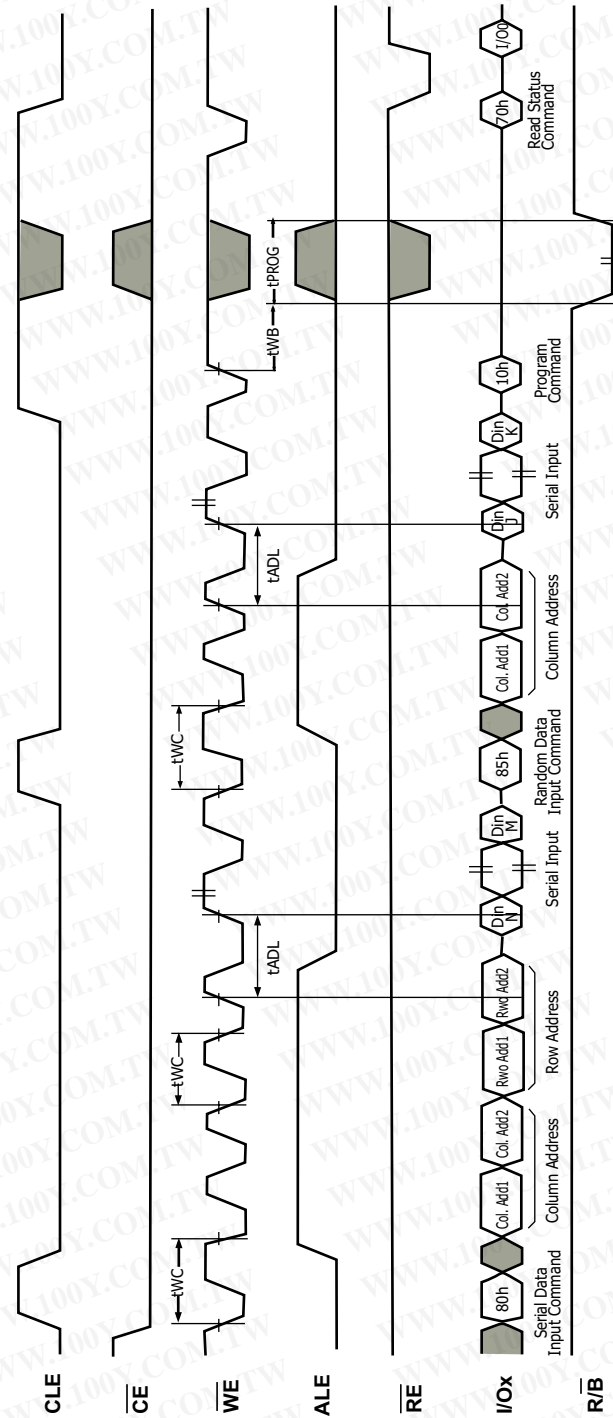 CLE
CE
WE
tWC
tWC
tADL
tWC
tADL
tWB
tPROG
ALE
RE
I/Ox
80h
Col. Add1
Col. Add2
Rwo Add1
Rwo Add2
Din
N
Din
M
85h
Col. Add1
Col. Add2
Din
J
Din
K
10h
70h
I/O0
Serial Data
Input Command
Column Address
Row Address
Serial Input
Random Data
Input Command
Column Address
Serial Input
Program
Command
Read Status
Command
R/B
WWW.100Y.COM.TW